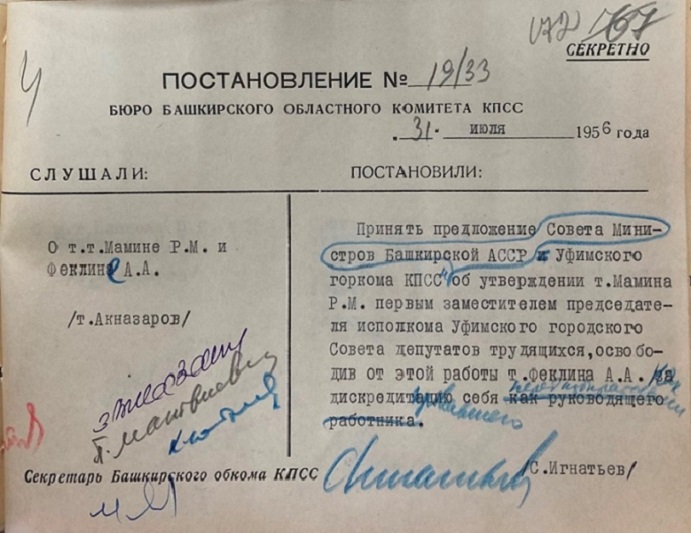 167
СЕКРЕТНО
ПОСТАНОВЛЕНИЕ № 19/33
БЮРО БАШКИРСКОГО ОБЛАСТНОГО КОМИТЕТА КПСС
31 июля 1956 года
СЛУШАЛИ:
О т.т.Мамине Р.М. и
Феклине А.А.
/т.Акназаров/
ПОСТАНОВИЛИ:
Принять предложение Совета Мини-
стров Башкирской АССР и Уфимского
горкома КПСС об утверждении т.Мамина
Р.М. первым заместителем председате-
ля исполкома Уфимского городского
Совета депутатов трудящихся, освобо-
див от этой работы т.Феклина А.А. за
дискредитацию себя как руководящего
работника.
Секретарь Башкирского обкома КПСС
/С.Игнатьев/